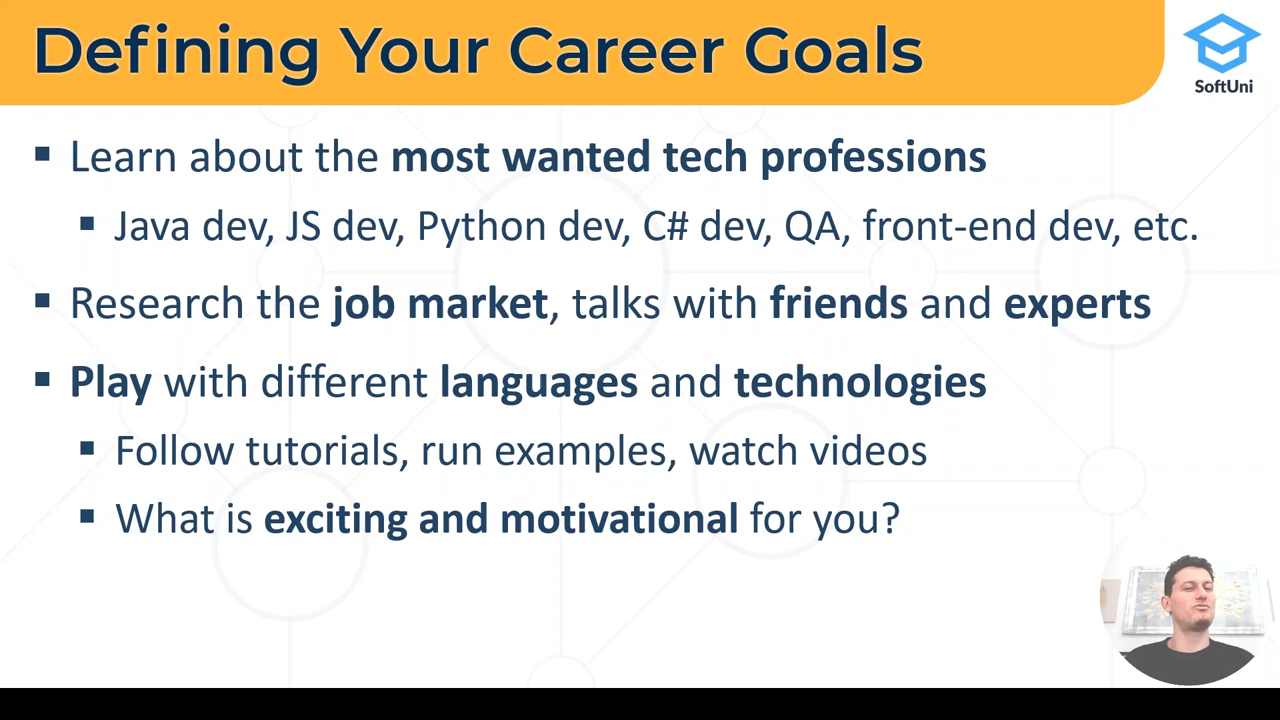 Defining Your Career Goals
SoftUni
▪ Learn about the most wanted tech professions
▪ Java dev, JS dev, Python dev, C# dev, QA, front-end dev, etc.
▪ Research the job market, talks with friends and experts
▪ Play with different languages and technologies
▪ Follow tutorials, run examples, watch videos
▪ What is exciting and motivational for you?